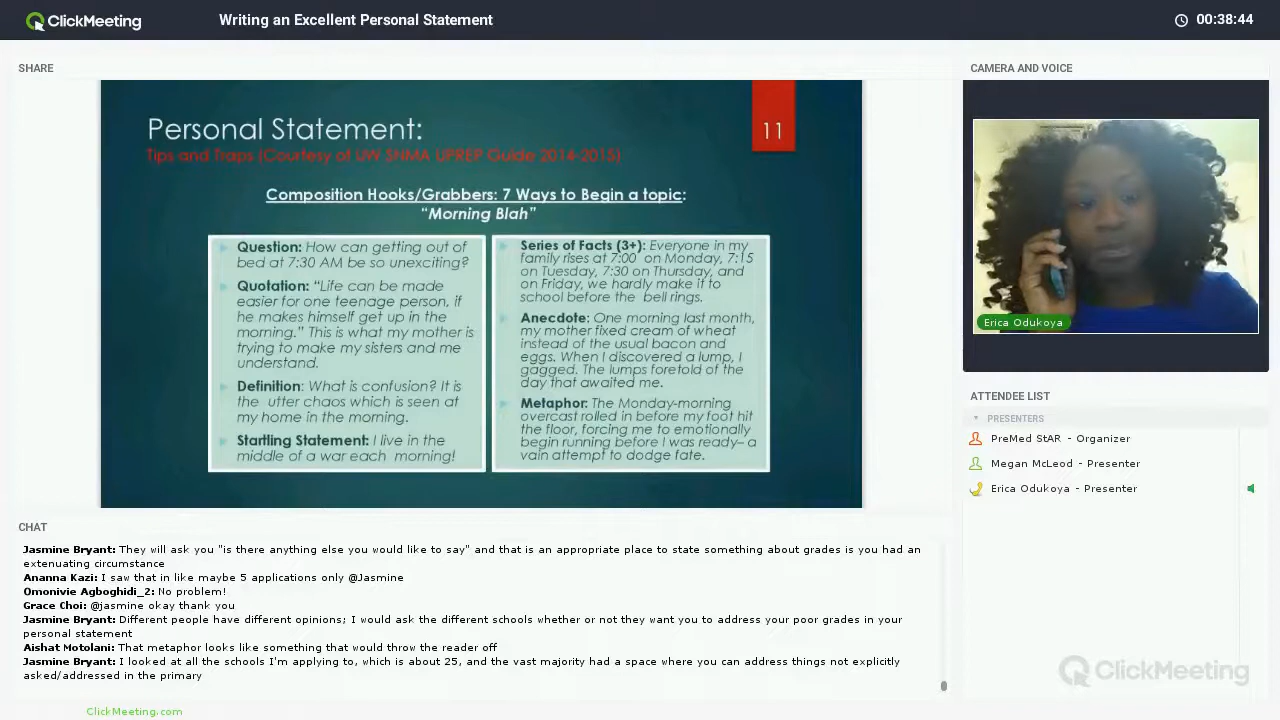 ClickMeeting
Writing an Excellent Personal Statement
00:38:44
SHARE
Personal Statement:
11
Tips and Traps (Courtesy of UW SNMA UPREP Guide 2014-2015)
Composition Hooks/Grabbers: 7 Ways to Begin a topic:
“Morning Blah”
Question: How can getting out of
bed at 7:30 AM be so unexciting?
Quotation: “Life can be made
easier for one teenage person, if
he makes himself get up in the
morning.” This is what my mother is
trying to make my sisters and me
understand.
Definition: What is confusion? It is
the utter chaos which is seen at
my home in the morning.
Startling Statement: I live in the
middle of a war each morning!
Series of Facts (3+): Everyone in my
family rises at 7:00 on Monday, 7:15
on Tuesday, 7:30 on Thursday, and
on Friday, we hardly make it to
school before the bell rings.
Anecdote: One morning last month,
my mother fixed cream of wheat
instead of the usual bacon and
eggs. When I discovered a lump, I
gagged. The lumps foretold of the
day that awaited me.
Metaphor: The Monday-morning
overcast rolled in before my foot hit
the floor, forcing me to emotionally
begin running before I was ready– a
vain attempt to dodge fate.
CAMERA AND VOICE
Erica Odukoya
ATTENDEE LIST
PRESENTERS
PreMed StAR - Organizer
Megan McLeod - Presenter
Erica Odukoya - Presenter
CHAT
Jasmine Bryant: They will ask you "is there anything else you would like to say" and that is an appropriate place to state something about grades is you had an
extenuating circumstance
Ananna Kazi: I saw that in like maybe 5 applications only @Jasmine
Omonivie Agboghidi_2: No problem!
Grace Choi: @jasmine okay thank you
Jasmine Bryant: Different people have different opinions; I would ask the different schools whether or not they want you to address your poor grades in your
personal statement
Aishat Motolani: That metaphor looks like something that would throw the reader off
Jasmine Bryant: I looked at all the schools I'm applying to, which is about 25, and the vast majority had a space where you can address things not explicitly
asked/addressed in the primary
ClickMeeting
ClickMeeting.com